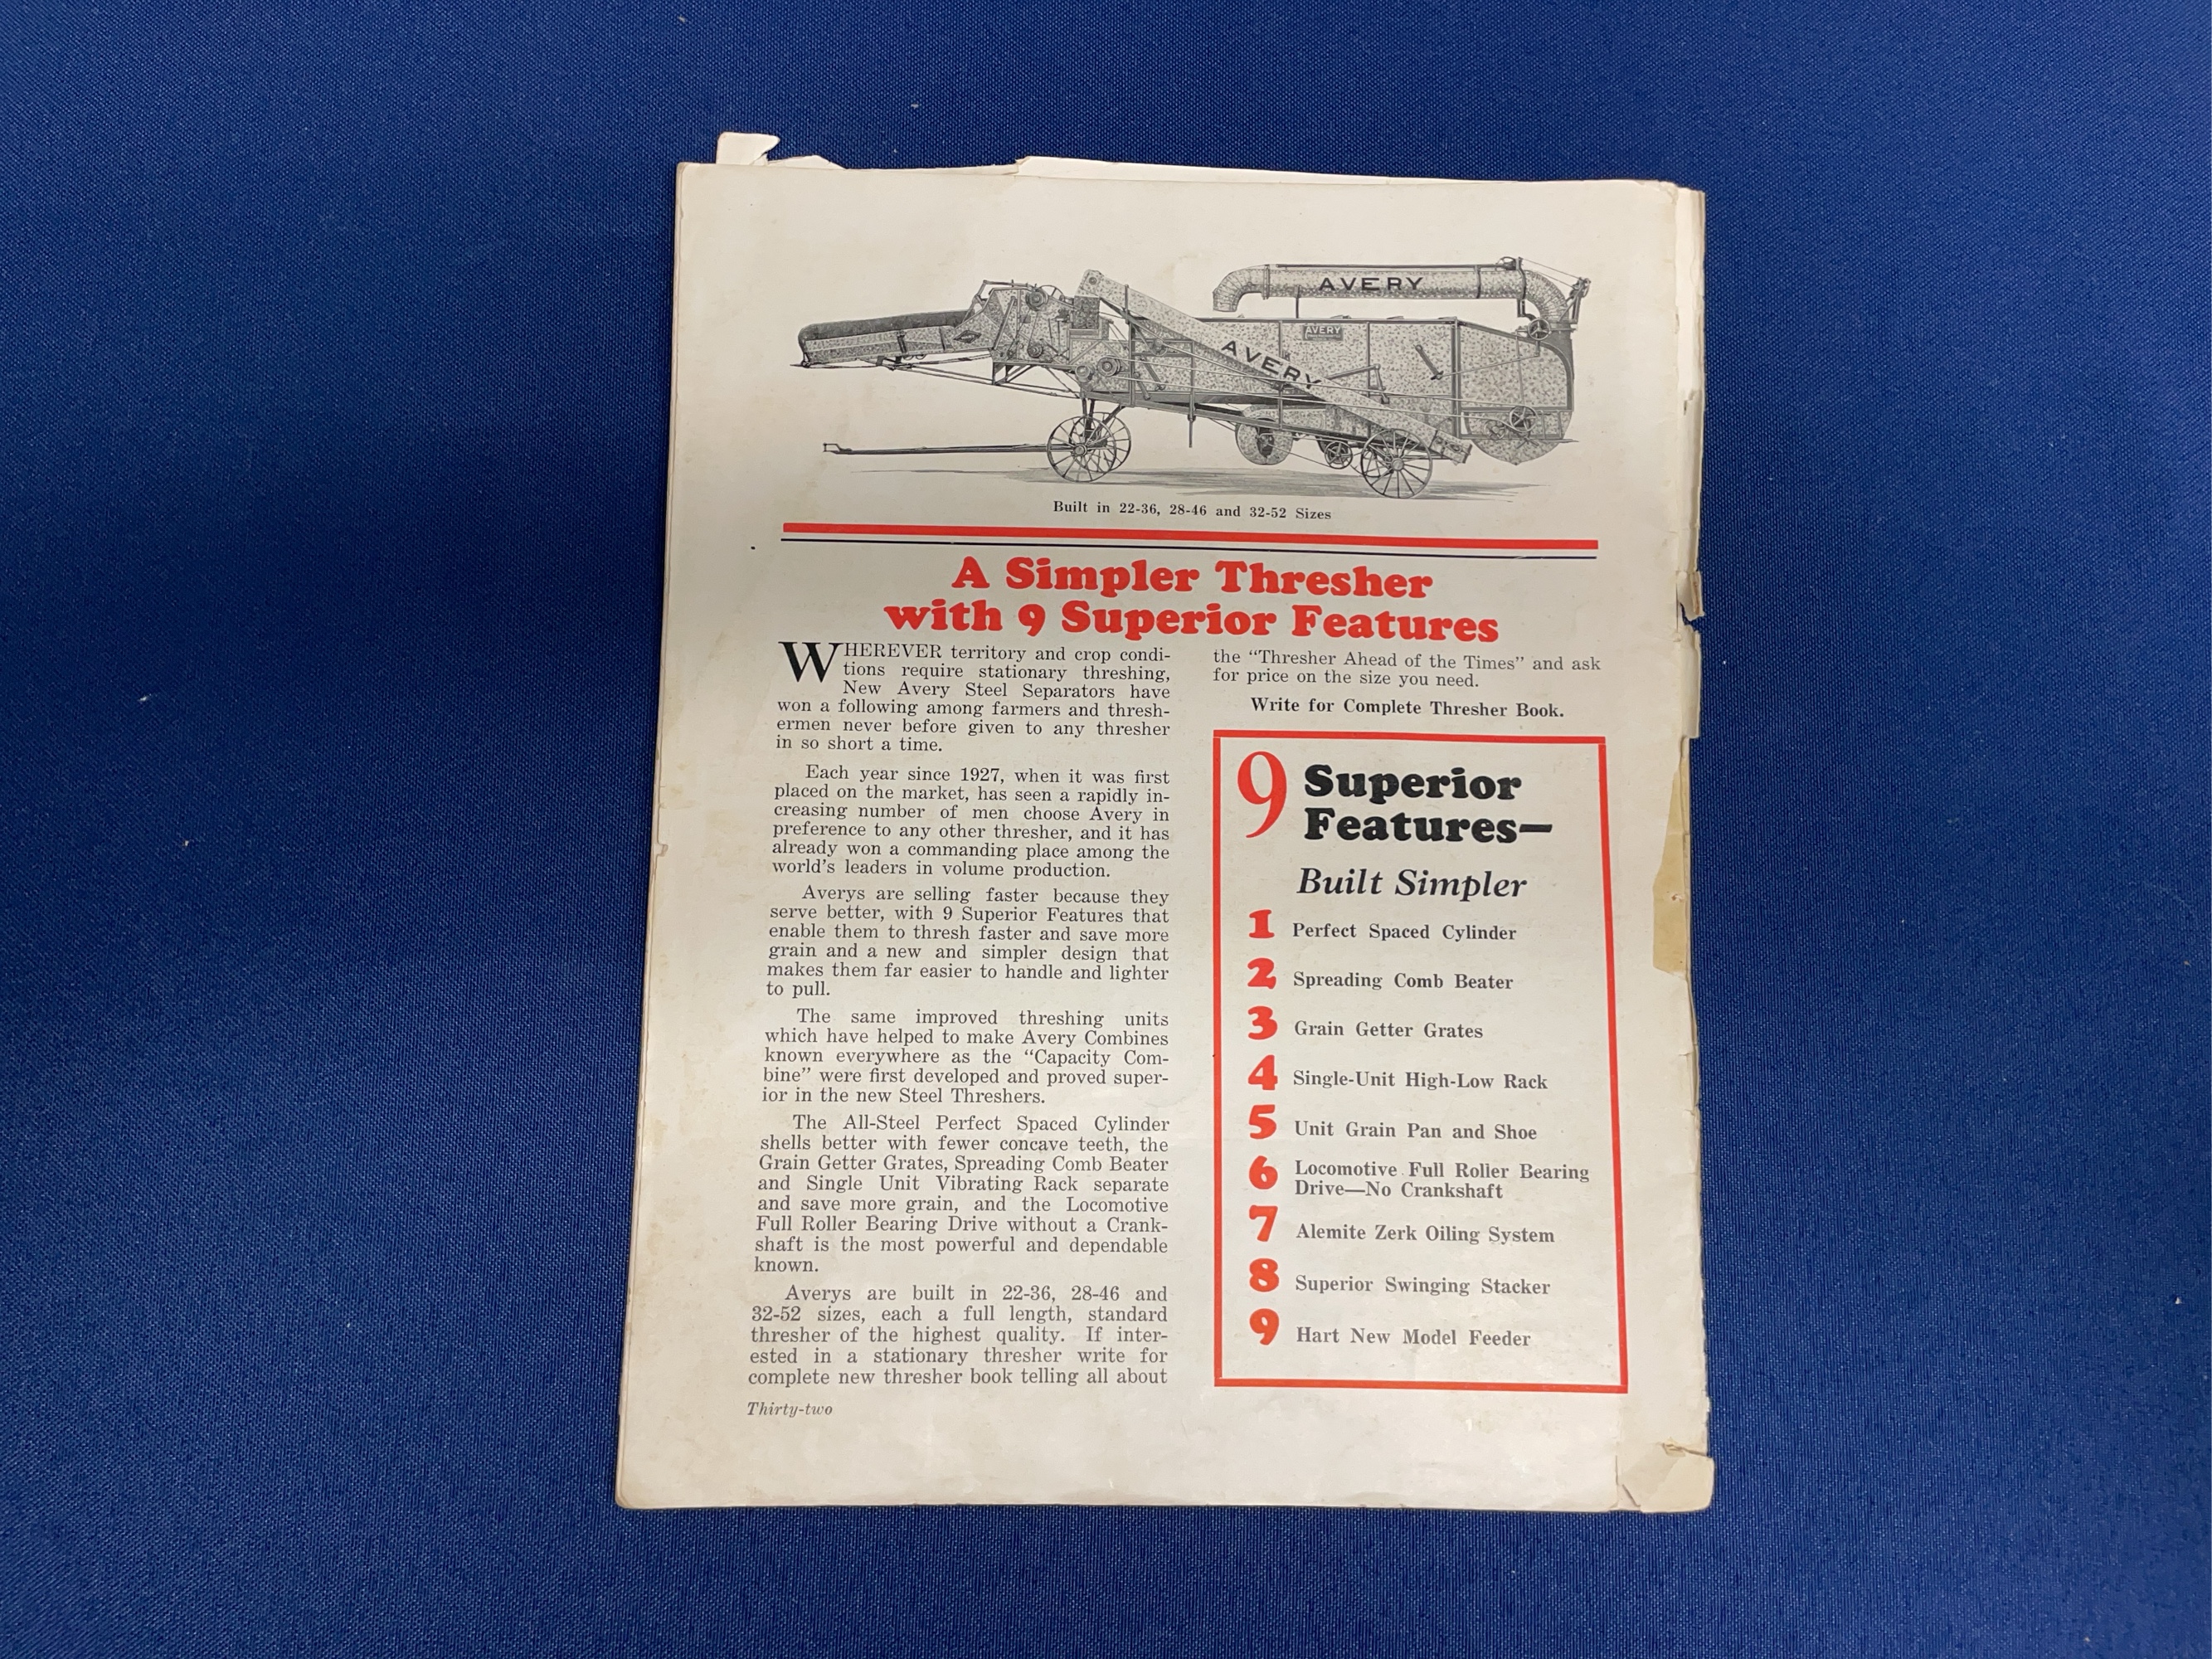 AVERY
AVERY
AVERY
Built in 22-36, 28-46 and 32-52 Sizes
A Simpler Thresher
with 9 Superior Features
WHEREVER territory and crop condi-
tions require stationary threshing,
New Avery Steel Separators have
won a following among farmers and thresh-
ermen never before given to any thresher
in so short a time.
Each year since 1927, when it was first
placed on the market, has seen a rapidly in-
creasing number of men choose Avery in
preference to any other thresher, and it has
already won a commanding place among the
world's leaders in volume production.
Averys are selling faster because they
serve better, with 9 Superior Features that
enable them to thresh faster and save more
grain and a new and simpler design that
makes them far easier to handle and lighter
to pull.
The same improved threshing units
which have helped to make Avery Combines
known everywhere as the "Capacity Com-
bine" were first developed and proved super-
ior in the new Steel Threshers.
The All-Steel Perfect Spaced Cylinder
shells better with fewer concave teeth, the
Grain Getter Grates, Spreading Comb Beater
and Single Unit Vibrating Rack separate
and save more grain, and the Locomotive
Full Roller Bearing Drive without a Crank-
shaft is the most powerful and dependable
known.
Averys are built in 22-36, 28-46 and
32-52 sizes, each a full length, standard
thresher of the highest quality. If inter-
ested in a stationary thresher write for
complete new thresher book telling all about
the "Thresher Ahead of the Times" and ask
for price on the size you need.
Write for Complete Thresher Book.
9 Superior
Features—
Built Simpler
1 Perfect Spaced Cylinder
2 Spreading Comb Beater
3 Grain Getter Grates
4 Single-Unit High-Low Rack
5 Unit Grain Pan and Shoe
6 Locomotive Full Roller Bearing
Drive—No Crankshaft
7 Alemite Zerk Oiling System
8 Superior Swinging Stacker
9 Hart New Model Feeder
Thirty-two